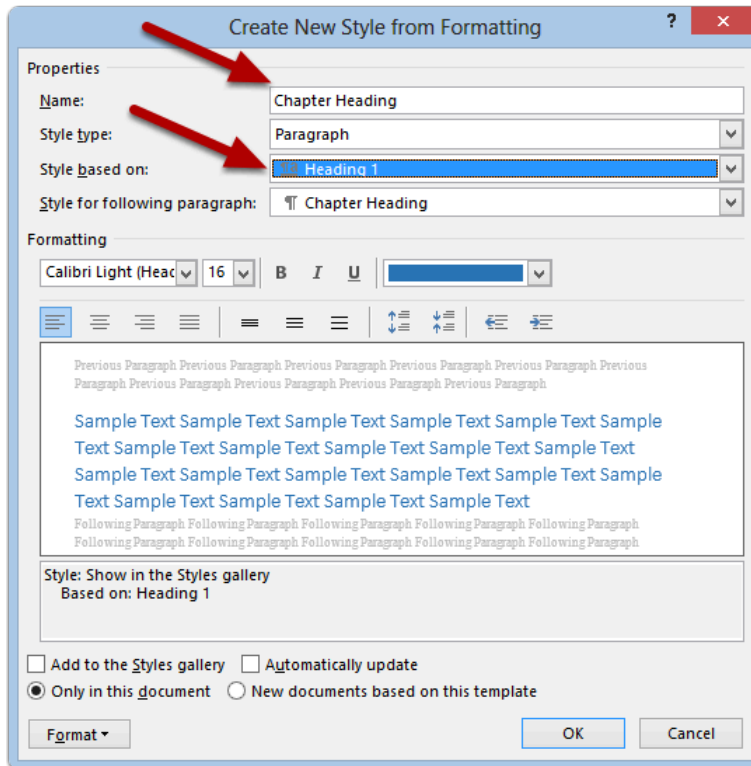 Create New Style from Formatting
?
Properties
Name:
Chapter Heading
Style type:
Paragraph
Style based on:
¶a Heading 1
Style for following paragraph:
¶ Chapter Heading
Formatting
Calibri Light (Heac 16 B I U
Previous Paragraph Previous Paragraph Previous Paragraph Previous Paragraph Previous Paragraph Previous
Paragraph Previous Paragraph Previous Paragraph Previous Paragraph Previous Paragraph
Sample Text Sample Text Sample Text Sample Text Sample Text Sample
Text Sample Text Sample Text Sample Text Sample Text Sample Text
Sample Text Sample Text Sample Text Sample Text Sample Text Sample
Text Sample Text Sample Text Sample Text Sample Text
Following Paragraph Following Paragraph Following Paragraph Following Paragraph Following Paragraph
Following Paragraph Following Paragraph Following Paragraph Following Paragraph Following Paragraph
Style: Show in the Styles gallery
Based on: Heading 1
Add to the Styles gallery Automatically update
Only in this document New documents based on this template
Format OK Cancel